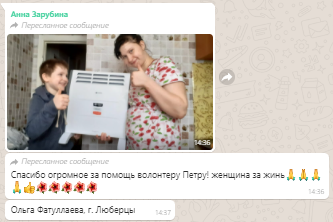 Анна Зарубина
Пересланное сообщение
14:36
Пересланное сообщение
Спасибо огромное за помощь волонтеру Петру! женщина за жинь🙏🙏🙏
🙏👍🌺🌺🌺🌺🌺
14:36
Ольга Фатуллаева, г. Люберцы
14:37